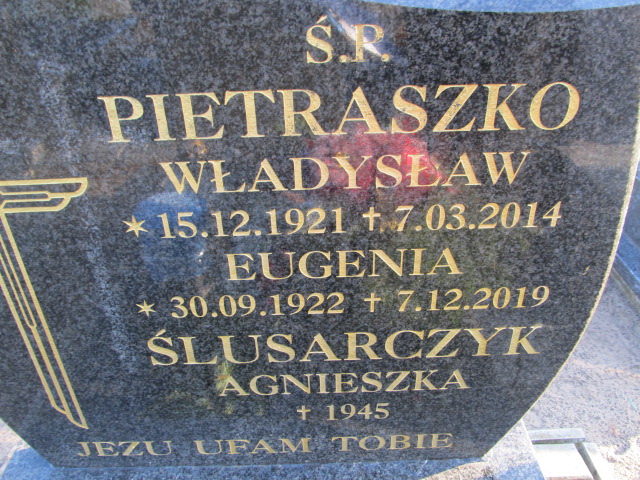 Ś.P.
PIETRASZKO
WŁADYSŁAW
* 15.12.1921 † 7.03.2014
EUGENIA
* 30.09.1922 † 7.12.2019
ŚLUSARCZYK
AGNIESZKA
† 1945
JEZU UFAM TOBIE